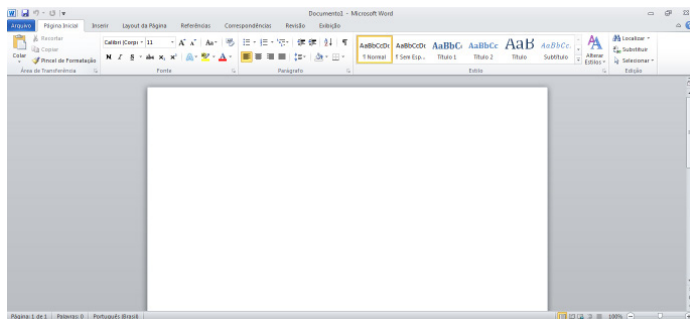 Documento1 - Microsoft Word
Arquivo Página Inicial Inserir Layout da Página Referências Correspondências Revisão Exibição
Colar
Recortar
Copiar
Pincel de Formatação
Área de Transferência
Calibri (Corpo 11
N I S abc x, x²
Fonte
Parágrafo
AaBbCcDc AaBbCcDc AaBbC AaBbCc AaB AaBbCc.
¶ Normal ¶ Sem Esp... Título 1 Título 2 Título Subtítulo
Alterar
Estilos
Estilo
Localizar
Substituir
Selecionar
Edição
Página: 1 de 1 Palavras: 0 Português (Brasil) 100%